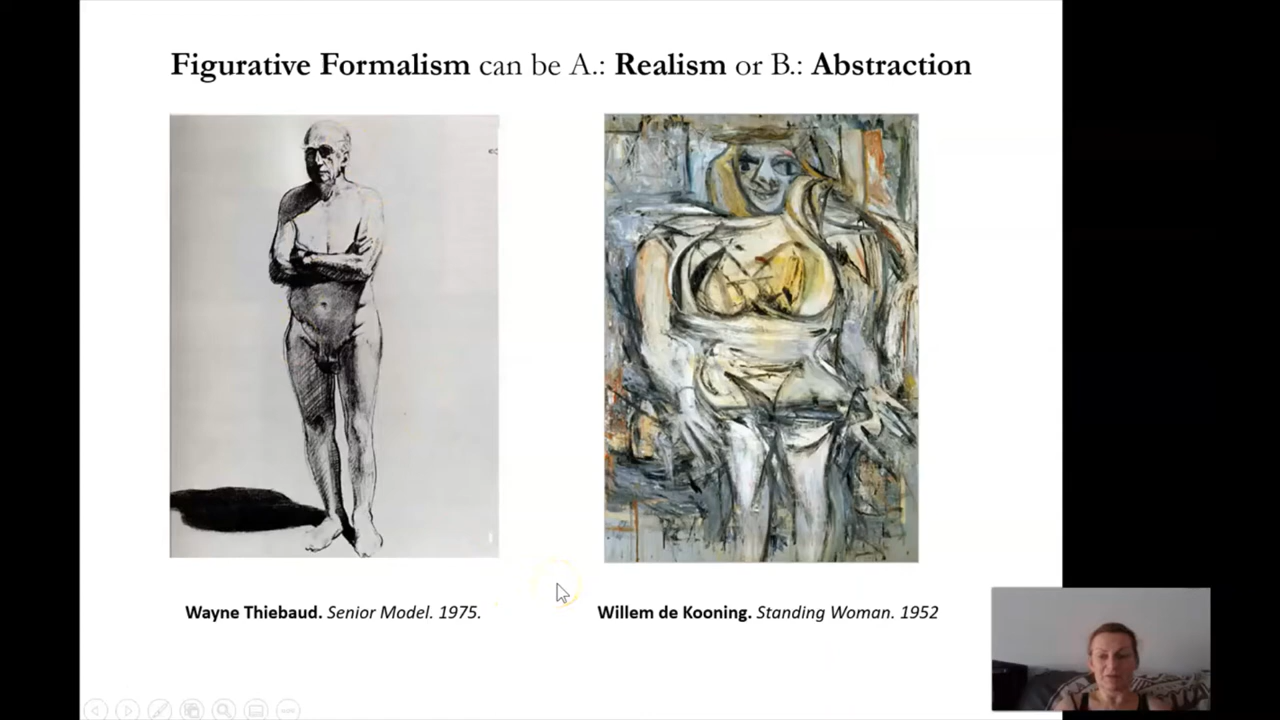 Figurative Formalism can be A.: Realism or B.: Abstraction
Wayne Thiebaud. Senior Model. 1975.
Willem de Kooning. Standing Woman. 1952